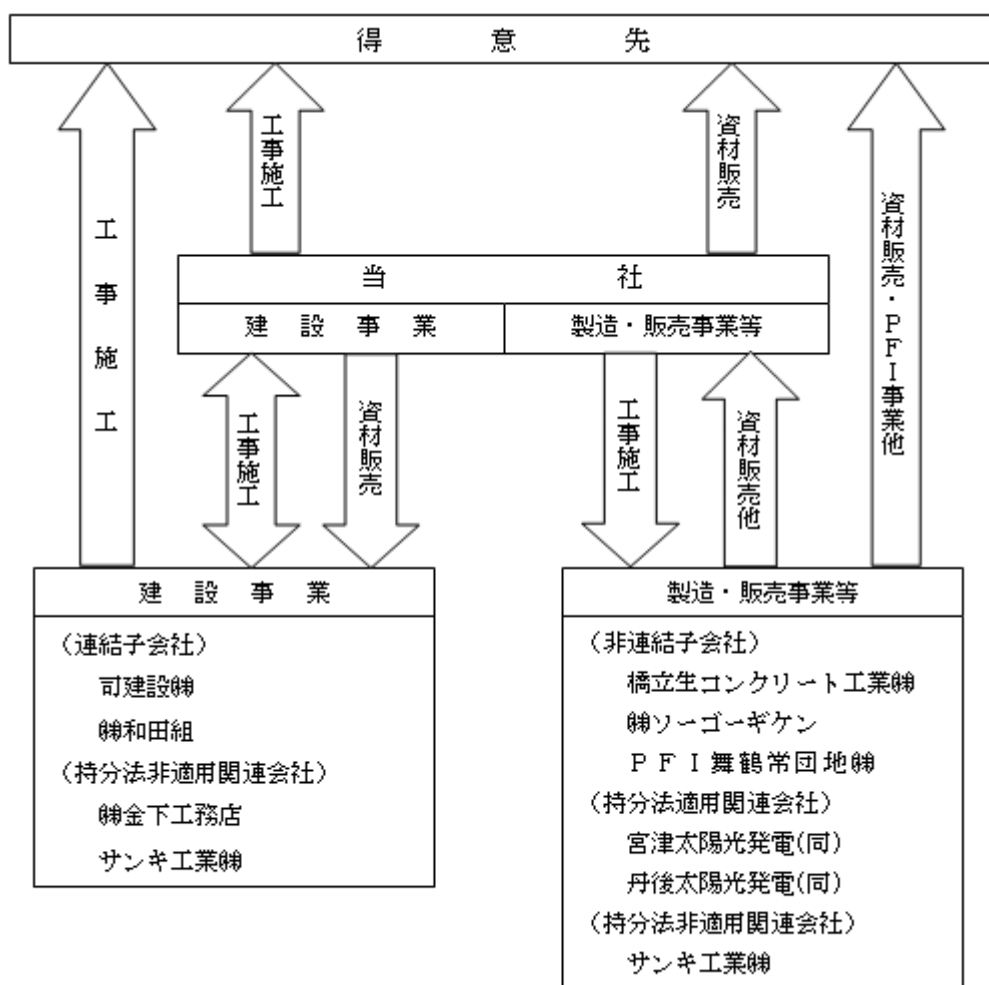 得意先
工事施工
資材販売
工事施工
資材販売・PFI事業他
当社
建設事業
製造・販売事業等
工事施工
資材販売
工事施工
資材販売他
建設事業
(連結子会社)
司建設㈱
㈱和田組
(持分法非適用関連会社)
㈱金下工務店
サンキ工業㈱
製造・販売事業等
(非連結子会社)
橋立生コンクリート工業㈱
㈱ソーゴーギケン
PFI舞鶴常団地㈱
(持分法適用関連会社)
宮津太陽光発電(同)
丹後太陽光発電(同)
(持分法非適用関連会社)
サンキ工業㈱